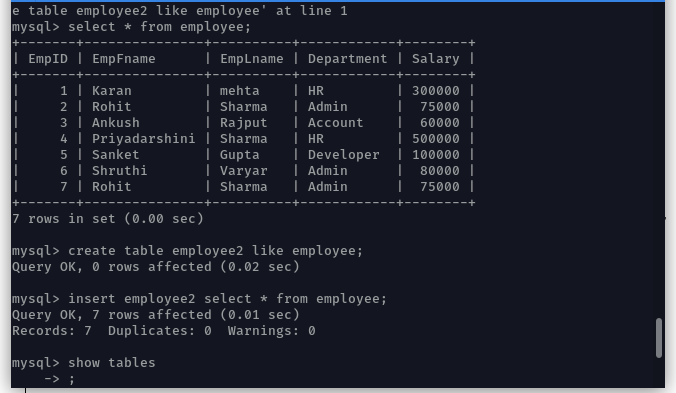 e table employee2 like employee' at line 1
mysql> select * from employee;
+-------+---------------+----------+------------+--------+
| EmpID | EmpFname      | EmpLname | Department | Salary |
+-------+---------------+----------+------------+--------+
|     1 | Karan         | mehta    | HR         | 300000 |
|     2 | Rohit         | Sharma   | Admin      |  75000 |
|     3 | Ankush        | Rajput   | Account    |  60000 |
|     4 | Priyadarshini | Sharma   | HR         | 500000 |
|     5 | Sanket        | Gupta    | Developer  | 100000 |
|     6 | Shruthi       | Varyar   | Admin      |  80000 |
|     7 | Rohit         | Sharma   | Admin      |  75000 |
+-------+---------------+----------+------------+--------+
7 rows in set (0.00 sec)
mysql> create table employee2 like employee;
Query OK, 0 rows affected (0.02 sec)
mysql> insert employee2 select * from employee;
Query OK, 7 rows affected (0.01 sec)
Records: 7  Duplicates: 0  Warnings: 0
mysql> show tables
    -> ;